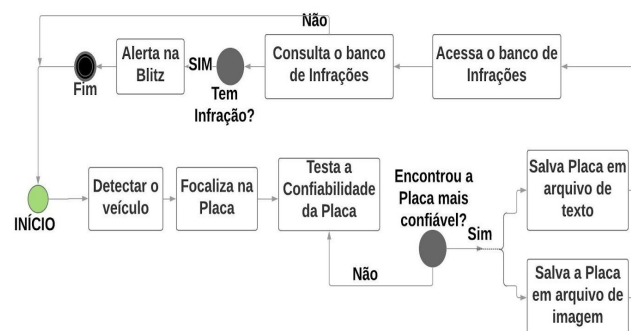 Não
Alerta na
Blitz
SIM
Consulta o banco
de Infrações
Acessa o banco de
Infrações
Fim
Tem
Infração?
INÍCIO
Detectar o
veículo
Focaliza na
Placa
Testa a
Confiabilidade
da Placa
Encontrou a
Placa mais
confiável?
Sim
Não
Salva Placa em
arquivo de
texto
Salva a Placa
em arquivo de
imagem